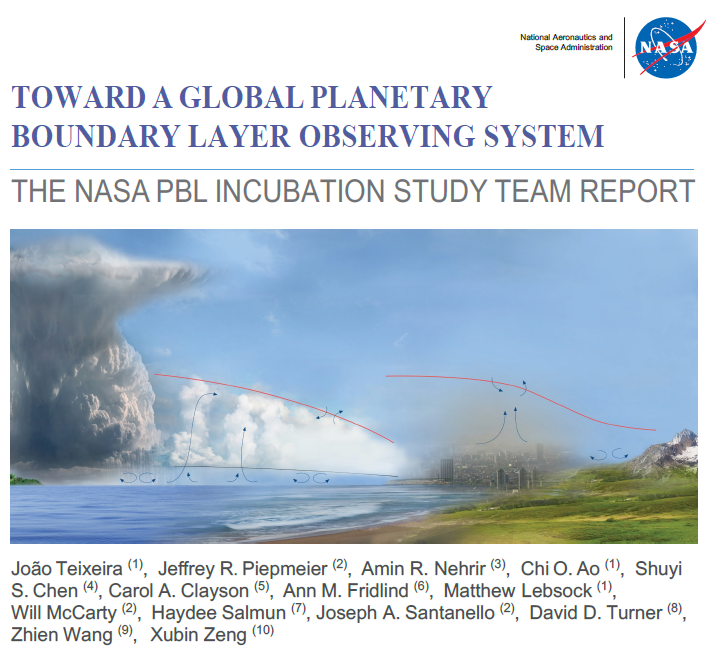 National Aeronautics and
Space Administration
NASA
TOWARD A GLOBAL PLANETARY
BOUNDARY LAYER OBSERVING SYSTEM
THE NASA PBL INCUBATION STUDY TEAM REPORT
João Teixeira (1), Jeffrey R. Piepmeier (2), Amin R. Nehrir (3), Chi O. Ao (1), Shuyi
S. Chen (4), Carol A. Clayson (5), Ann M. Fridlind (6), Matthew Lebsock (1),
Will McCarty (2), Haydee Salmun (7), Joseph A. Santanello (2), David D. Turner (8),
Zhien Wang (9), Xubin Zeng (10)